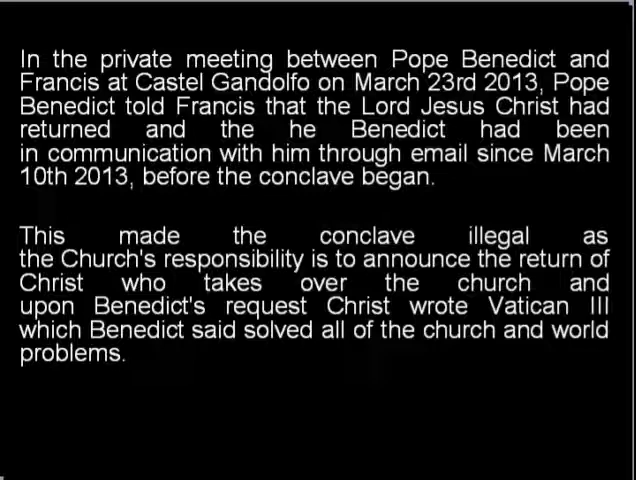 In the private meeting between Pope Benedict and
Francis at Castel Gandolfo on March 23rd 2013, Pope
Benedict told Francis that the Lord Jesus Christ had
returned and the he Benedict had been
in communication with him through email since March
10th 2013, before the conclave began.
This made the conclave illegal as
the Church's responsibility is to announce the return of
Christ who takes over the church and
upon Benedict's request Christ wrote Vatican III
which Benedict said solved all of the church and world
problems.